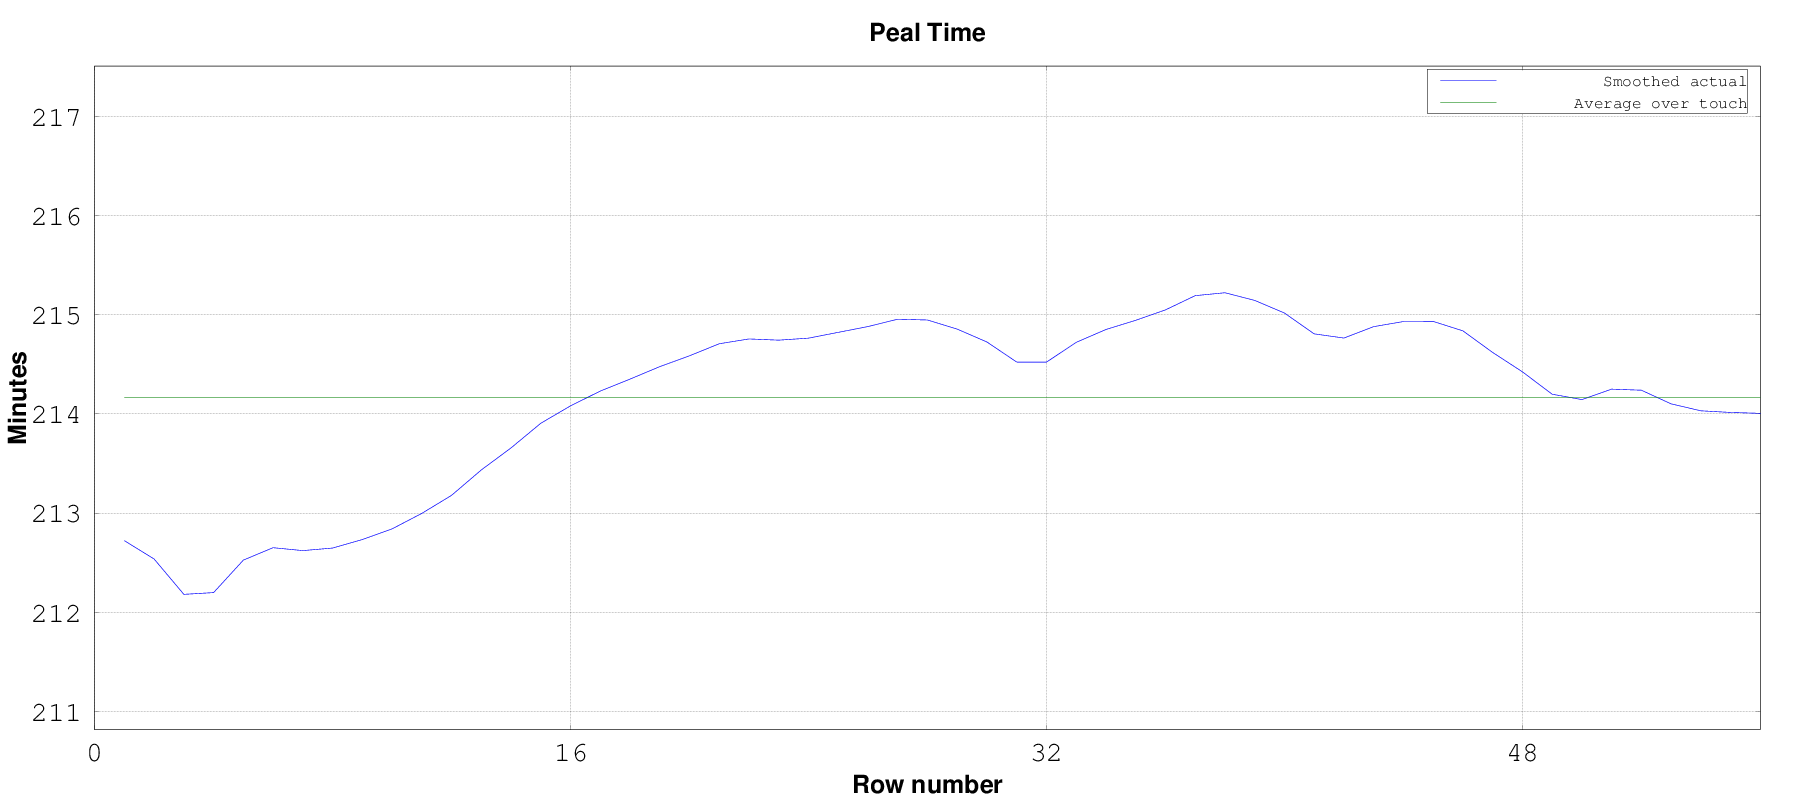 Peal Time
Smoothed actual
Average over touch
217
216
215
214
213
212
211
Minutes
0 16 32 48
Row number